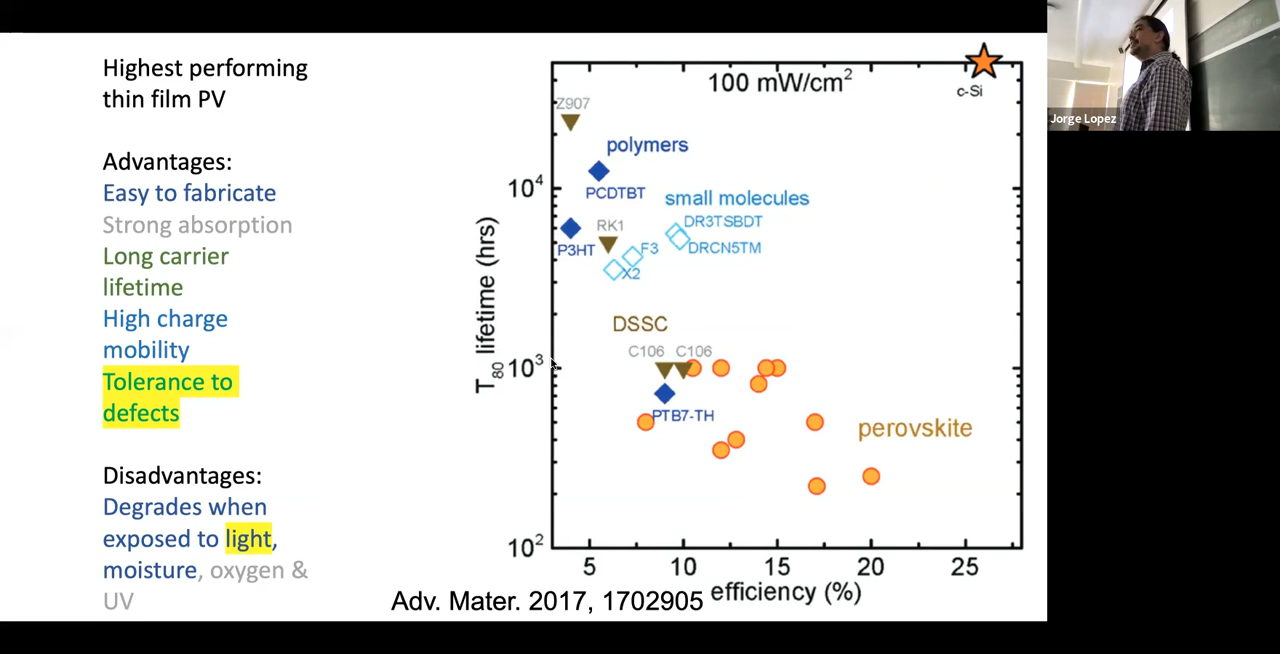 Highest performing
thin film PV
Advantages:
Easy to fabricate
Strong absorption
Long carrier
lifetime
High charge
mobility
Tolerance to
defects
Disadvantages:
Degrades when
exposed to light,
moisture, oxygen &
UV
100 mW/cm²
c-Si
Z907
polymers
PCDTBT
small molecules
DR3TSBDT
RK1
P3HT
F3
DRCN5TM
X2
DSSC
C106 C106
PTB7-TH
perovskite
T₈₀ lifetime (hrs)
10⁴
10³
10²
5 10 15 20 25
efficiency (%)
Adv. Mater. 2017, 1702905
Jorge Lopez